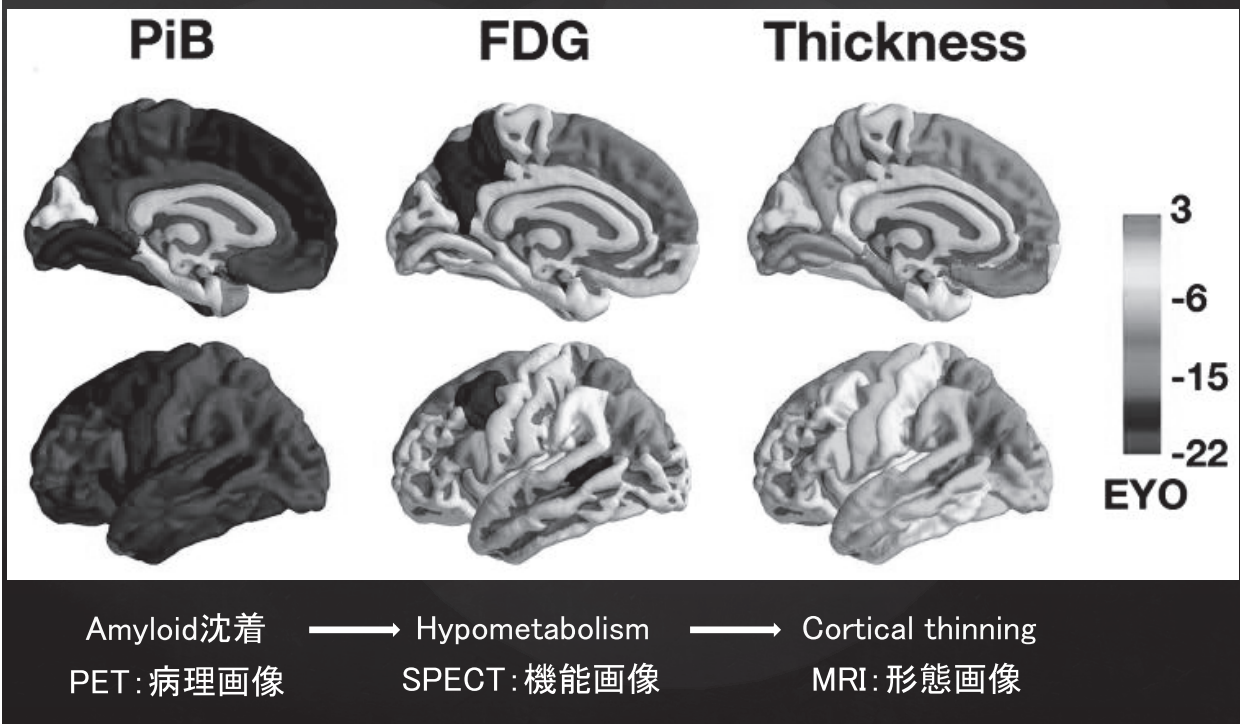 PiB FDG Thickness
3
-6
-15
-22
EYO
Amyloid沈着 Hypometabolism Cortical thinning
PET：病理画像 SPECT：機能画像 MRI：形態画像